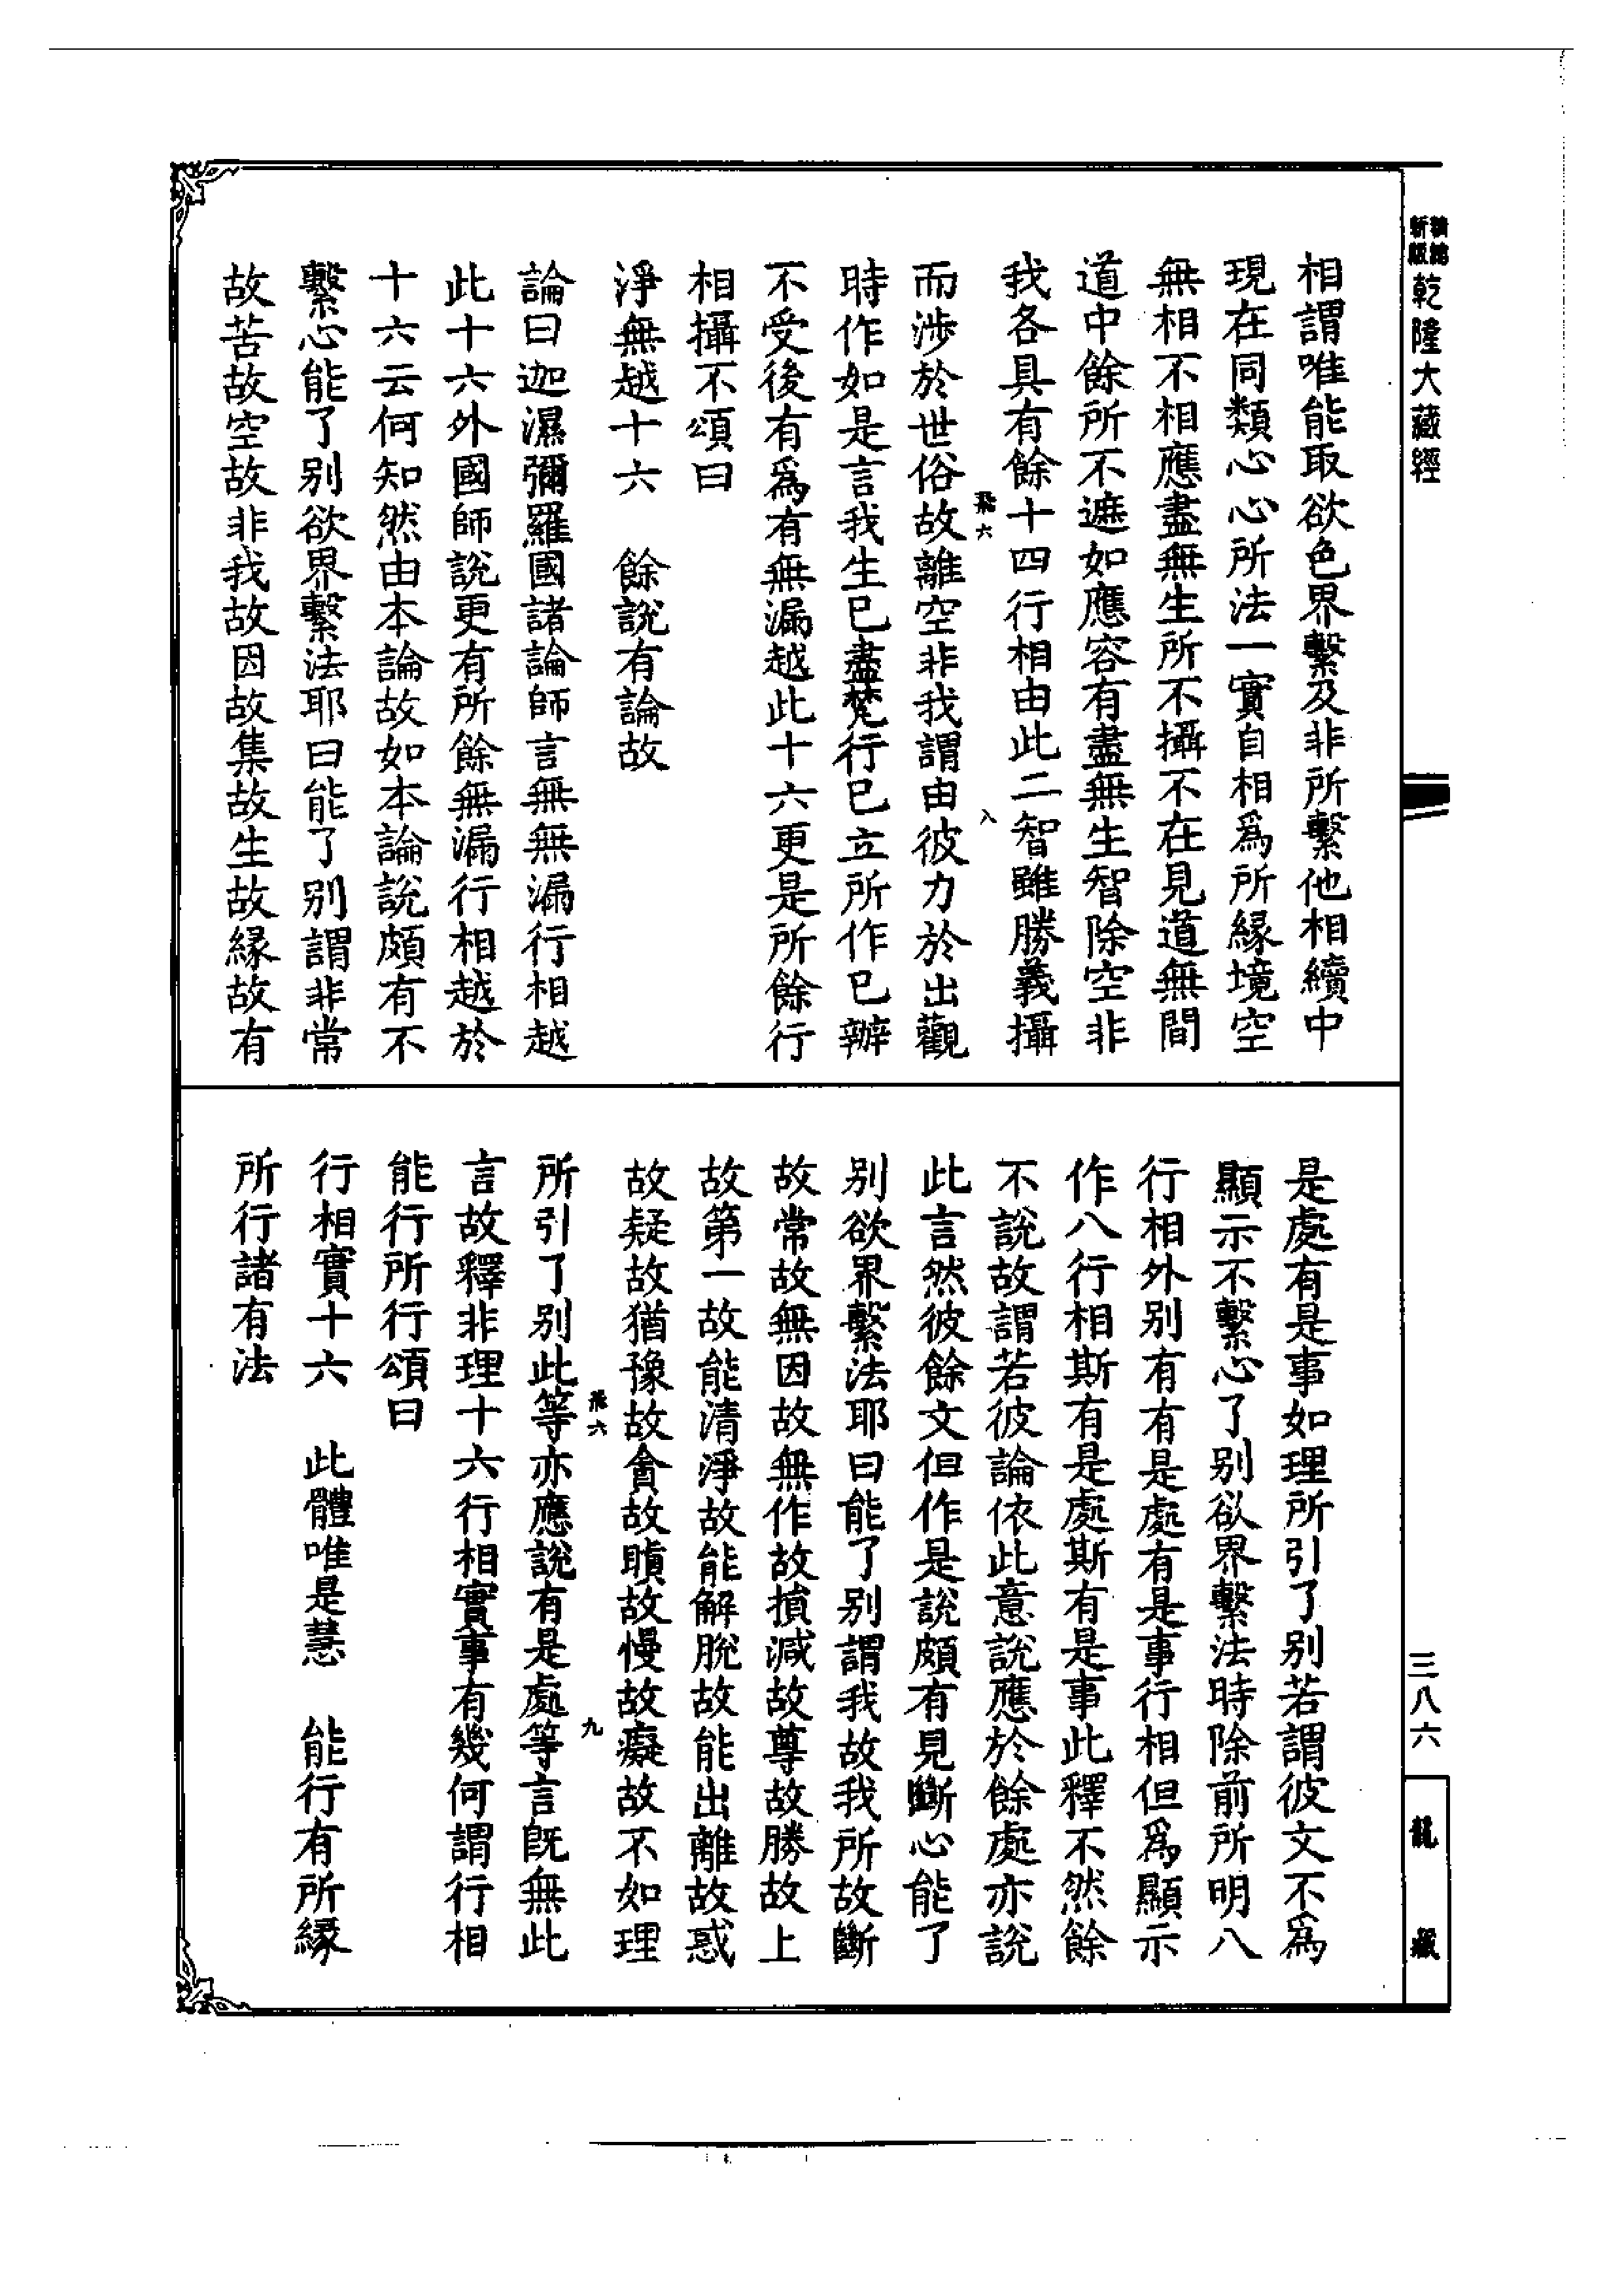 精縮
新版
乾隆大藏經
相謂唯能取欲色界繫及非所繫他相續中
現在同類心心所法一實自相為所緣境空
無相不相應盡無生所不攝不在見道無間
道中餘所不遮如應容有盡無生智除空非
我各具有餘十四行相由此二智雖勝義攝
飛六
八
而涉於世俗故離空非我謂由彼力於出觀
時作如是言我生已盡梵行已立所作已辦
不受後有為有無漏越此十六更是所餘行
相攝不頌曰
淨無越十六 餘說有論故
論曰迦濕彌羅國諸論師言無無漏行相越
此十六外國師說更有所餘無漏行相越於
十六云何知然由本論故如本論說頗有不
繫心能了別欲界繫法耶曰能了別謂非常
故苦故空故非我故因故集故生故緣故有
是處有是事如理所引了別若謂彼文不為
顯示不繫心了別欲界繫法時除前所明八
行相外別有有是處有是事行相但為顯示
作八行相斯有是處斯有是事此釋不然餘
不說故謂若彼論依此意說應於餘處亦說
此言然彼餘文但作是說頗有見斷心能了
別欲界繫法耶曰能了別謂我故我所故斷
故常故無因故無作故損減故尊故勝故上
故第一故能清淨故能解脫故能出離故惑
故疑故猶豫故貪故瞋故慢故癡故不如理
飛六
九
所引了別此等亦應說有是處等言既無此
言故釋非理十六行相實事有幾何謂行相
能行所行頌曰
行相實十六 此體唯是慧 能行有所緣
所行諸有法
三八六
龍藏